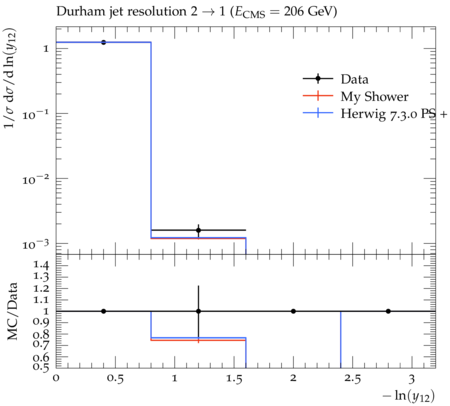 Durham jet resolution 2 → 1 (E_CMS = 206 GeV)
1/σ dσ/d ln(y₁₂)
1
10⁻¹
10⁻²
10⁻³
Data
My Shower
Herwig 7.3.0 PS +
MC/Data
1.4
1.3
1.2
1.1
1
0.9
0.8
0.7
0.6
0.5
0 0.5 1 1.5 2 2.5 3
− ln(y₁₂)